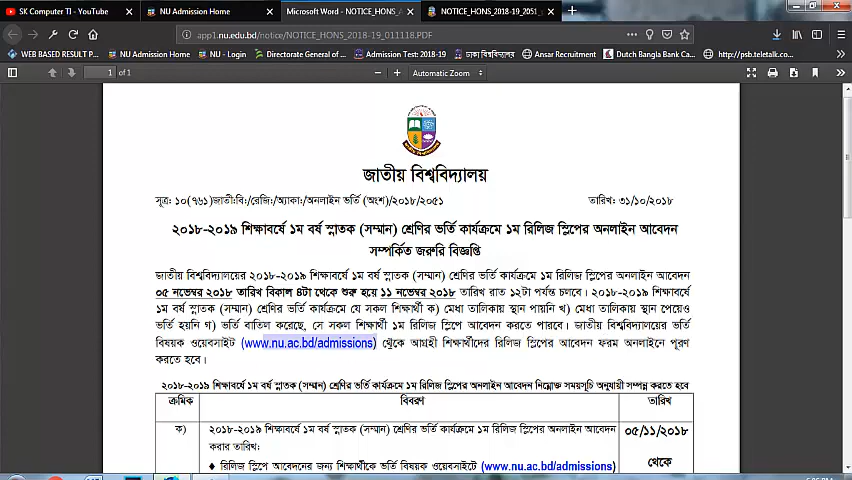 SK Computer TI - YouTube
NU Admission Home
Microsoft Word - NOTICE_HONS_A
NOTICE_HONS_2018-19_2051_
app1.nu.edu.bd/notice/NOTICE_HONS_2018-19_011118.PDF
WEB BASED RESULT P...
NU Admission Home
NU - Login
Directorate General of ...
Admission Test: 2018-19
ঢাকা বিশ্ববিদ্যালয়
Ansar Recruitment
Dutch Bangla Bank Ca...
http://psb.teletalk.co...
1 of 1
Automatic Zoom
জাতীয় বিশ্ববিদ্যালয়
সূত্র: ১০(৭৬১)জাতী:বি:/রেজি:/অ্যাকা:/অনলাইন ভর্তি (অংশ)/২০১৮/২০৫১
তারিখ: ৩১/১০/২০১৮
২০১৮-২০১৯ শিক্ষাবর্ষে ১ম বর্ষ স্নাতক (সম্মান) শ্রেণির ভর্তি কার্যক্রমে ১ম রিলিজ স্লিপের অনলাইন আবেদন
সম্পর্কিত জরুরি বিজ্ঞপ্তি
জাতীয় বিশ্ববিদ্যালয়ের ২০১৮-২০১৯ শিক্ষাবর্ষে ১ম বর্ষ স্নাতক (সম্মান) শ্রেণির ভর্তি কার্যক্রমে ১ম রিলিজ স্লিপের অনলাইন আবেদন
০৫ নভেম্বর ২০১৮ তারিখ বিকাল ৪টা থেকে শুরু হয়ে ১১ নভেম্বর ২০১৮ তারিখ রাত ১২টা পর্যন্ত চলবে। ২০১৮-২০১৯ শিক্ষাবর্ষে
১ম বর্ষ স্নাতক (সম্মান) শ্রেণির ভর্তি কার্যক্রমে যে সকল শিক্ষার্থী ক) মেধা তালিকায় স্থান পায়নি খ) মেধা তালিকায় স্থান পেয়েও
ভর্তি হয়নি গ) ভর্তি বাতিল করেছে, সে সকল শিক্ষার্থী ১ম রিলিজ স্লিপে আবেদন করতে পারবে। জাতীয় বিশ্ববিদ্যালয়ের ভর্তি
বিষয়ক ওয়েবসাইট (www.nu.ac.bd/admissions) থেকে আগ্রহী শিক্ষার্থীদের রিলিজ স্লিপের আবেদন ফরম অনলাইনে পূরণ
করতে হবে।
২০১৮-২০১৯ শিক্ষাবর্ষে ১ম বর্ষ স্নাতক (সম্মান) শ্রেণির ভর্তি কার্যক্রমে ১ম রিলিজ স্লিপের অনলাইন আবেদন নিম্নোক্ত সময়সূচি অনুযায়ী সম্পন্ন করতে হবে
ক্রমিক বিবরণ তারিখ
ক) ২০১৮-২০১৯ শিক্ষাবর্ষে ১ম বর্ষ স্নাতক (সম্মান) শ্রেণির ভর্তি কার্যক্রমে ১ম রিলিজ স্লিপের অনলাইন আবেদন ০৫/১১/২০১৮
করার তারিখ:
থেকে
♦ রিলিজ স্লিপে আবেদনের জন্য শিক্ষার্থীকে ভর্তি বিষয়ক ওয়েবসাইটে (www.nu.ac.bd/admissions)